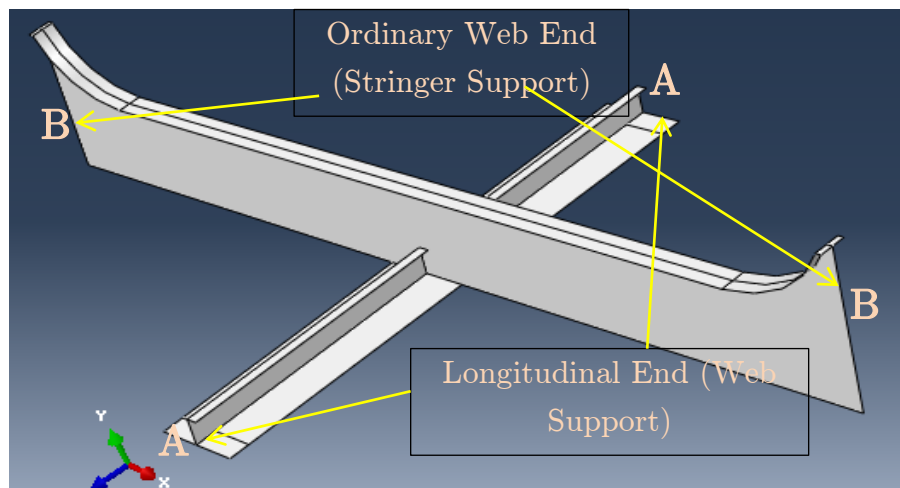 Ordinary Web End
(Stringer Support)
A
B
B
Longitudinal End (Web
Support)
A
Y
X